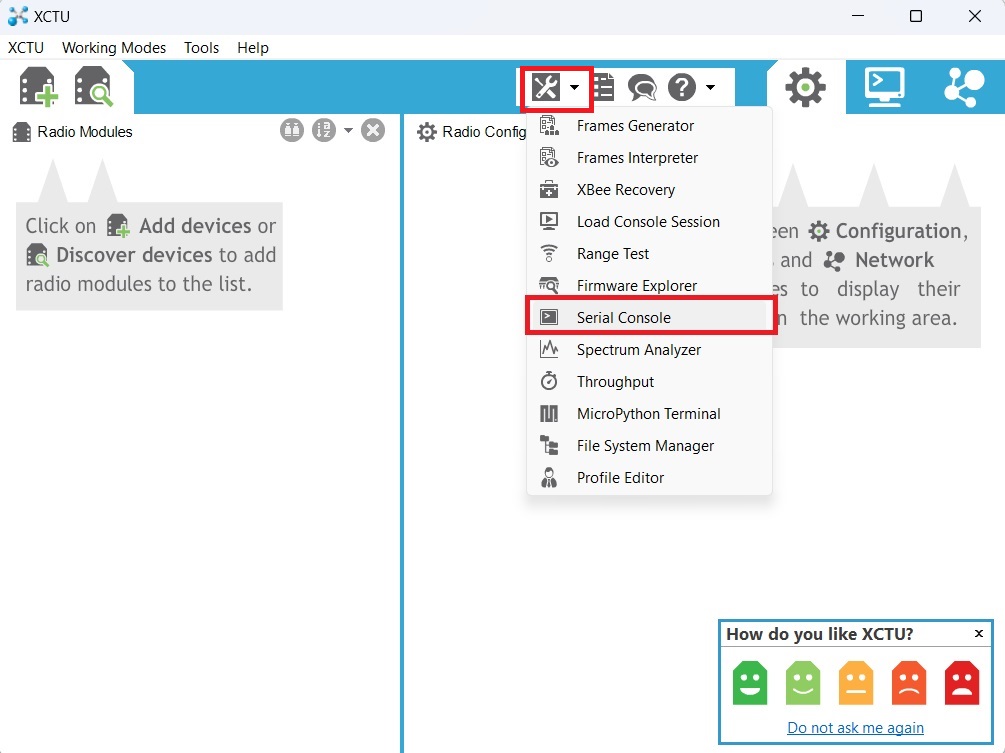 XCTU
XCTU Working Modes Tools Help
Radio Modules
Click on Add devices or
Discover devices to add
radio modules to the list.
Radio Config
Frames Generator
Frames Interpreter
XBee Recovery
Load Console Session
Range Test
Firmware Explorer
Serial Console
Spectrum Analyzer
Throughput
MicroPython Terminal
File System Manager
Profile Editor
een Configuration,
and Network
es to display their
in the working area.
How do you like XCTU?
Do not ask me again